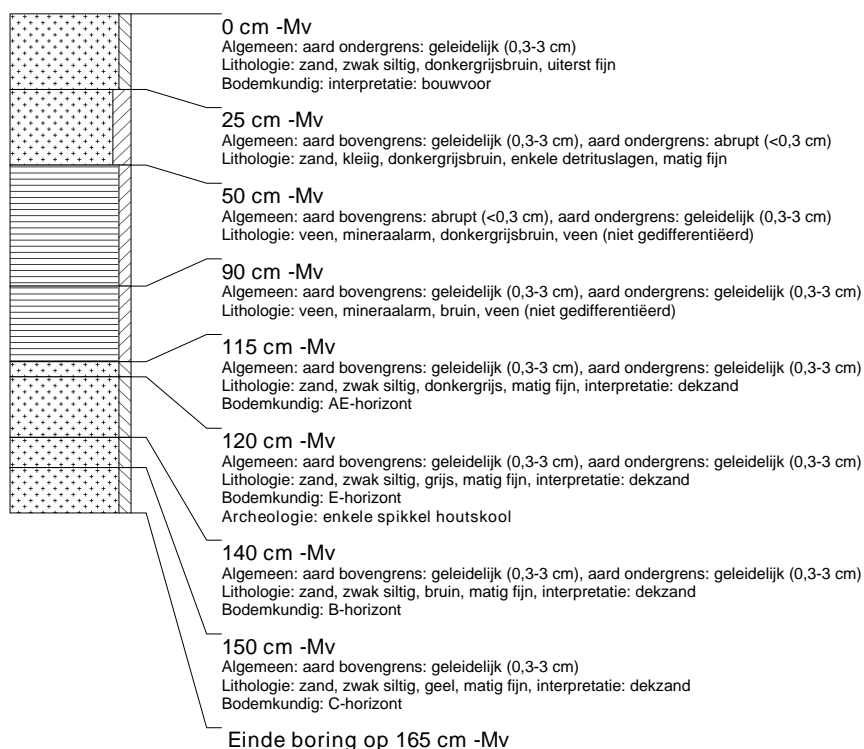 0 cm -Mv
Algemeen: aard ondergrens: geleidelijk (0,3-3 cm)
Lithologie: zand, zwak siltig, donkergrijsbruin, uiterst fijn
Bodemkundig: interpretatie: bouwvoor
25 cm -Mv
Algemeen: aard bovengrens: geleidelijk (0,3-3 cm), aard ondergrens: abrupt (<0,3 cm)
Lithologie: zand, kleiig, donkergrijsbruin, enkele detrituslagen, matig fijn
50 cm -Mv
Algemeen: aard bovengrens: abrupt (<0,3 cm), aard ondergrens: geleidelijk (0,3-3 cm)
Lithologie: veen, mineraalarm, donkergrijsbruin, veen (niet gedifferentiëerd)
90 cm -Mv
Algemeen: aard bovengrens: geleidelijk (0,3-3 cm), aard ondergrens: geleidelijk (0,3-3 cm)
Lithologie: veen, mineraalarm, bruin, veen (niet gedifferentiëerd)
115 cm -Mv
Algemeen: aard bovengrens: geleidelijk (0,3-3 cm), aard ondergrens: geleidelijk (0,3-3 cm)
Lithologie: zand, zwak siltig, donkergrijs, matig fijn, interpretatie: dekzand
Bodemkundig: AE-horizont
120 cm -Mv
Algemeen: aard bovengrens: geleidelijk (0,3-3 cm), aard ondergrens: geleidelijk (0,3-3 cm)
Lithologie: zand, zwak siltig, grijs, matig fijn, interpretatie: dekzand
Bodemkundig: E-horizont
Archeologie: enkele spikkel houtskool
140 cm -Mv
Algemeen: aard bovengrens: geleidelijk (0,3-3 cm), aard ondergrens: geleidelijk (0,3-3 cm)
Lithologie: zand, zwak siltig, bruin, matig fijn, interpretatie: dekzand
Bodemkundig: B-horizont
150 cm -Mv
Algemeen: aard bovengrens: geleidelijk (0,3-3 cm)
Lithologie: zand, zwak siltig, geel, matig fijn, interpretatie: dekzand
Bodemkundig: C-horizont
Einde boring op 165 cm -Mv